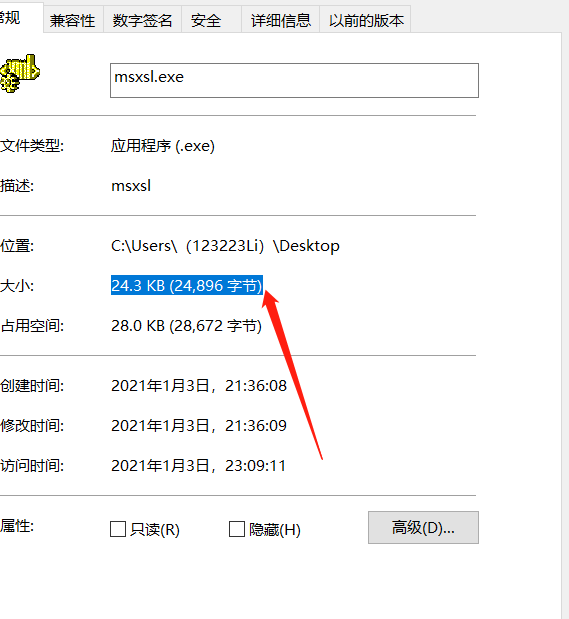 常规 兼容性 数字签名 安全 详细信息 以前的版本
msxsl.exe
文件类型: 应用程序 (.exe)
描述: msxsl
位置: C:\Users\（123223Li）\Desktop
大小: 24.3 KB (24,896 字节)
占用空间: 28.0 KB (28,672 字节)
创建时间: 2021年1月3日，21:36:08
修改时间: 2021年1月3日，21:36:09
访问时间: 2021年1月3日，23:09:11
属性: 只读(R) 隐藏(H) 高级(D)...